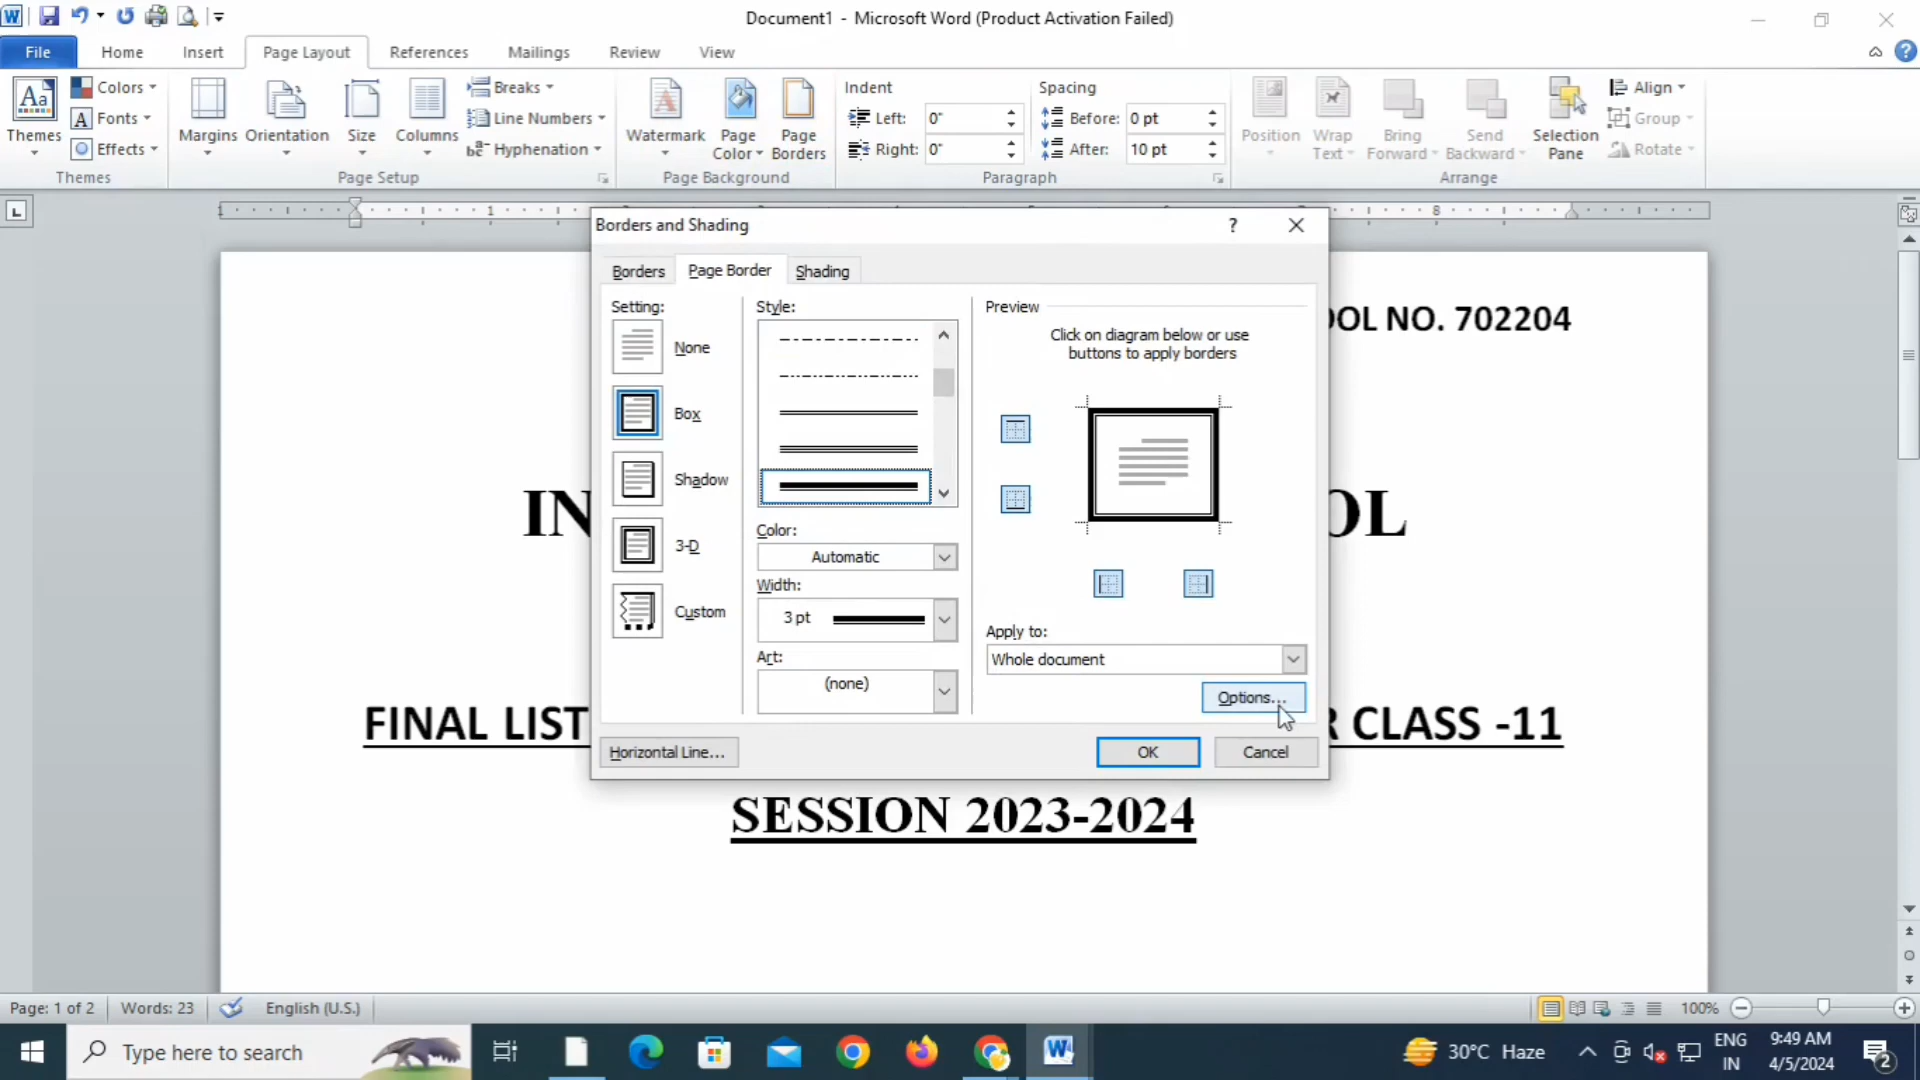 Document1 - Microsoft Word (Product Activation Failed)
File Home Insert Page Layout References Mailings Review View
Themes
Colors
Fonts
Effects
Themes
Margins Orientation Size Columns
Breaks
Line Numbers
Hyphenation
Page Setup
Watermark Page Color Page Borders
Page Background
Indent
Left: 0"
Right: 0"
Spacing
Before: 0 pt
After: 10 pt
Paragraph
Position Wrap Text Bring Forward Send Backward Selection Pane
Align
Group
Rotate
Arrange
OOL NO. 702204
IN OL
FINAL LIST R CLASS -11
SESSION 2023-2024
Borders and Shading
Borders Page Border Shading
Setting:
None
Box
Shadow
3-D
Custom
Style:
Color:
Automatic
Width:
3 pt
Art:
(none)
Preview
Click on diagram below or use
buttons to apply borders
Apply to:
Whole document
Options...
Horizontal Line...
OK Cancel
Page: 1 of 2 Words: 23 English (U.S.) 100%
Type here to search
30°C Haze
ENG
IN
9:49 AM
4/5/2024
2